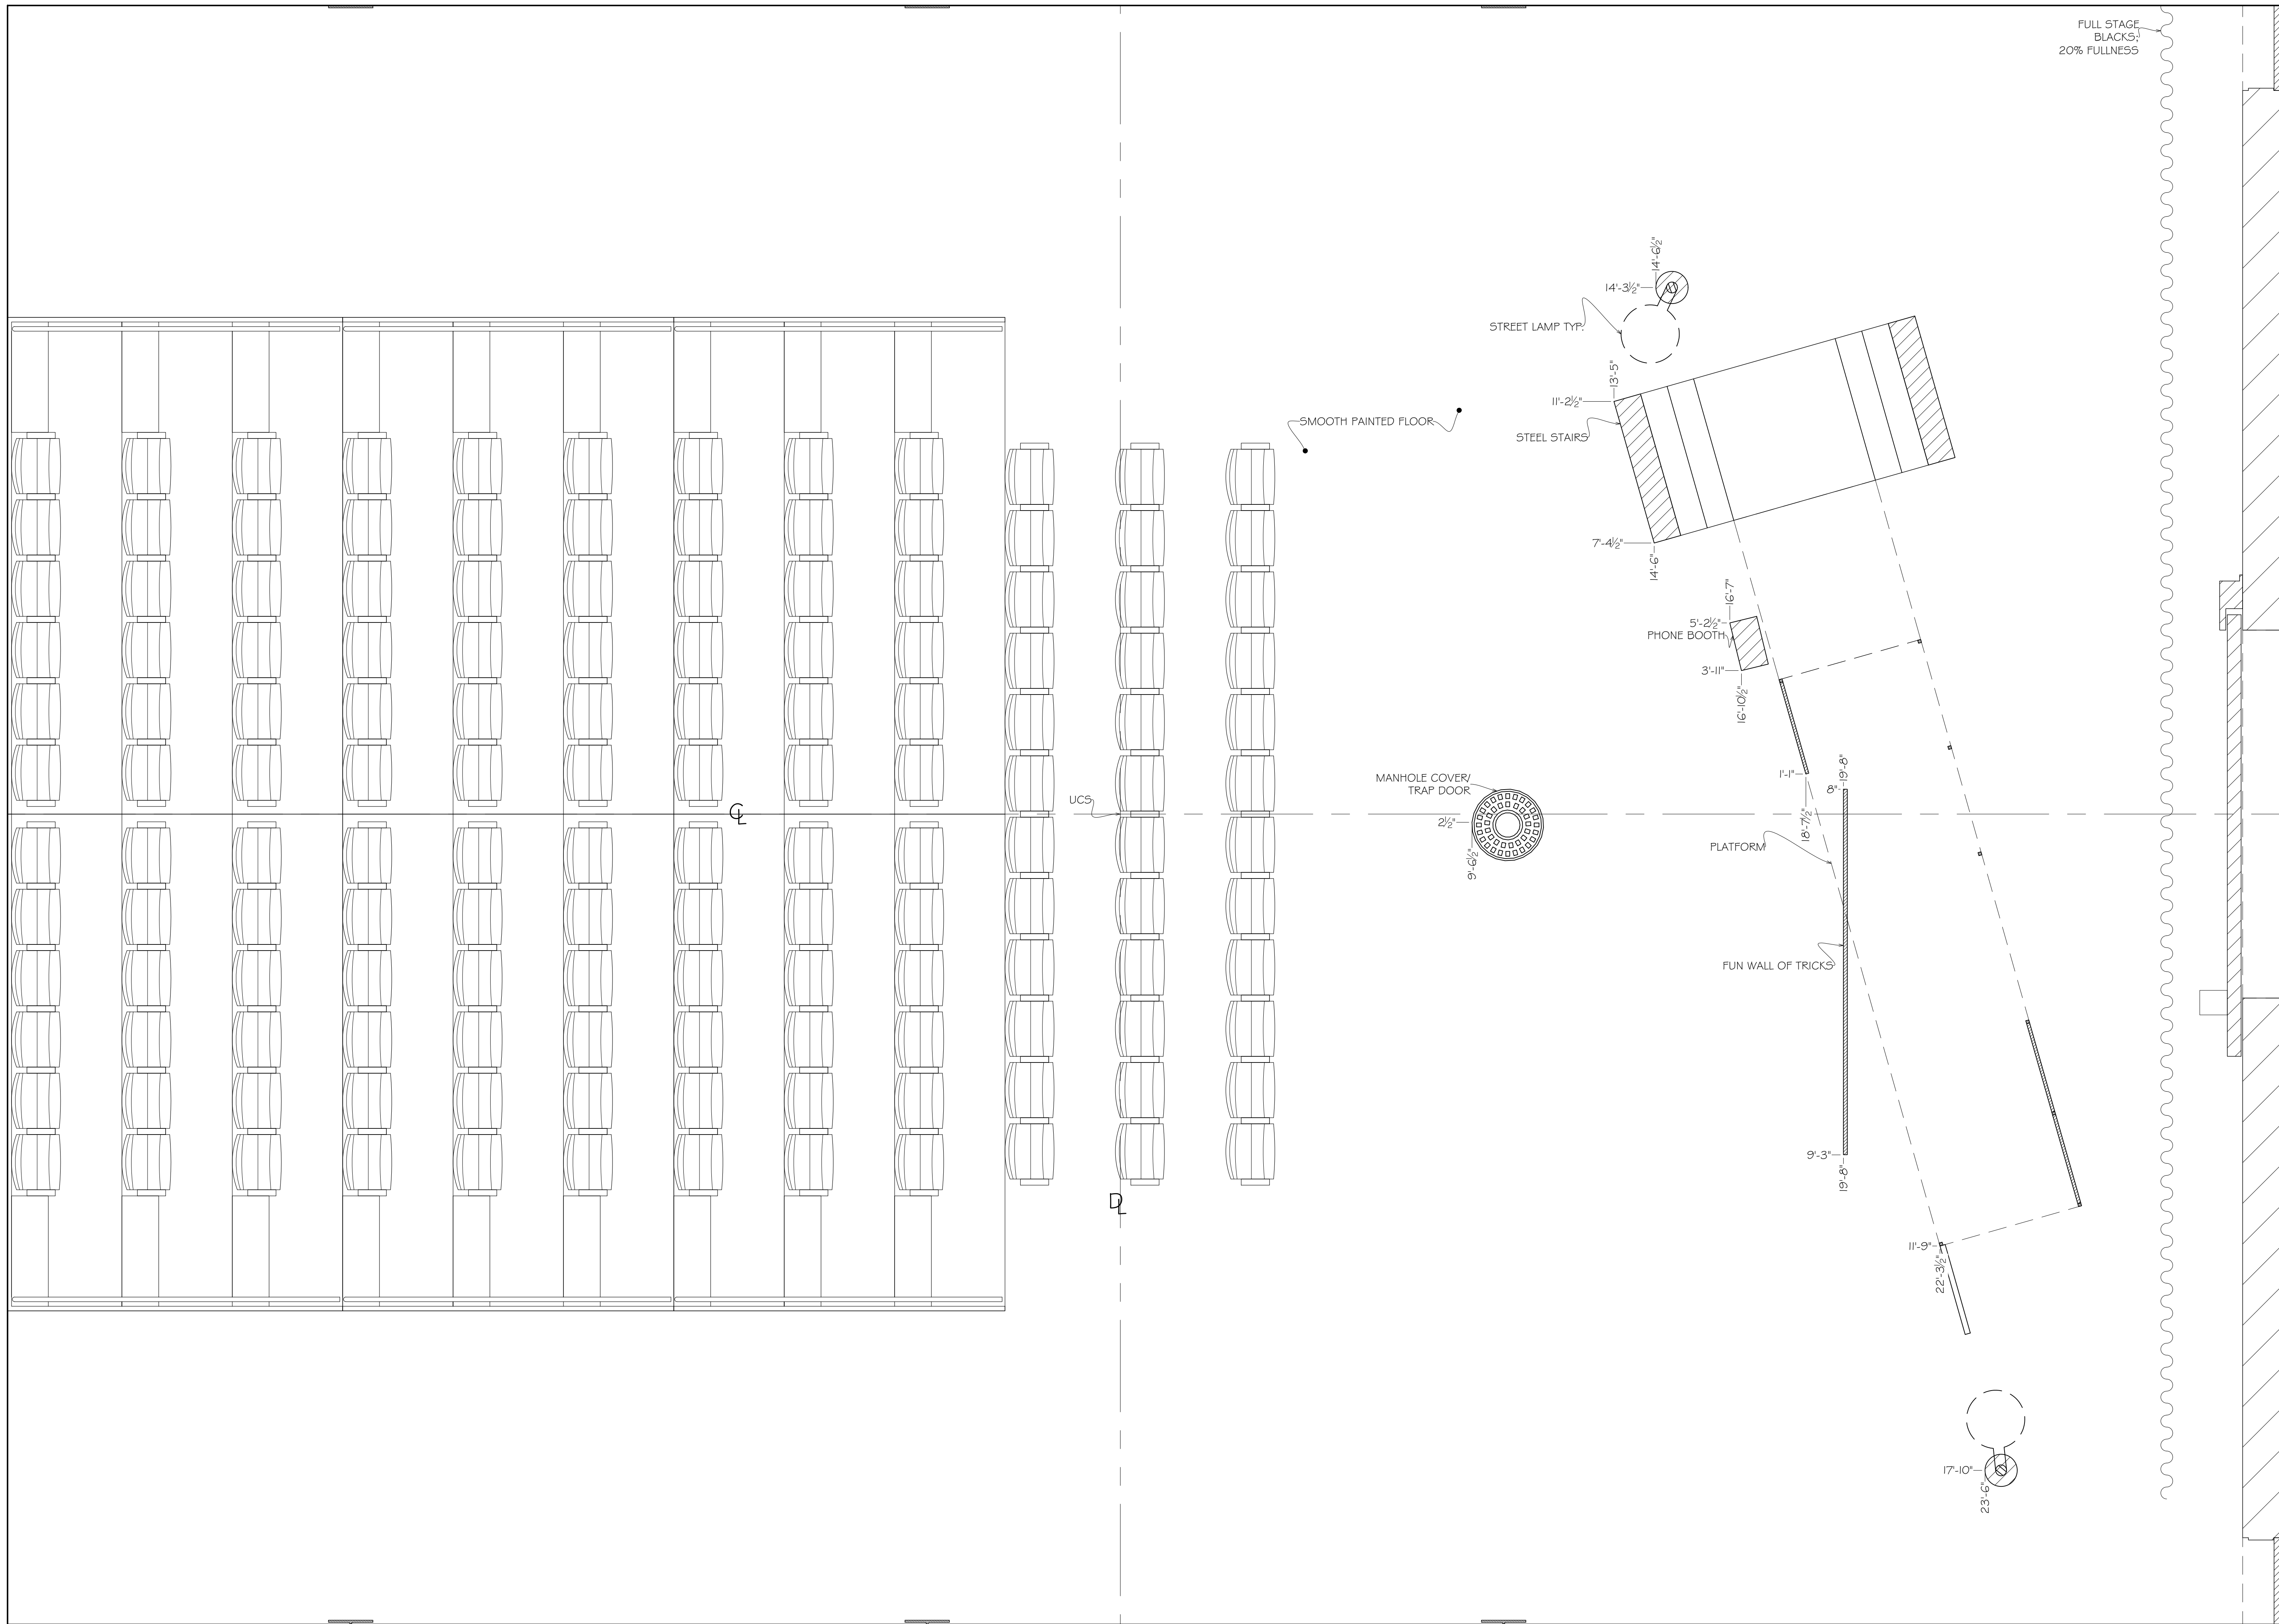 FULL STAGE
BLACKS;
20% FULLNESS
14'-6½"
14'-3½"
STREET LAMP TYP.
13'-5"
11'-2½"
SMOOTH PAINTED FLOOR
STEEL STAIRS
7'-4½"
14'-6"
16'-7"
5'-2½"
PHONE BOOTH
3'-11"
16'-10½"
MANHOLE COVER/
TRAP DOOR
1'-1"
19'-8"
8"
UCS
CL
2½"
18'-7½"
9'-6½"
PLATFORM
FUN WALL OF TRICKS
9'-3"
19'-8"
DL
11'-9"
22'-3½"
17'-10"
23'-6"